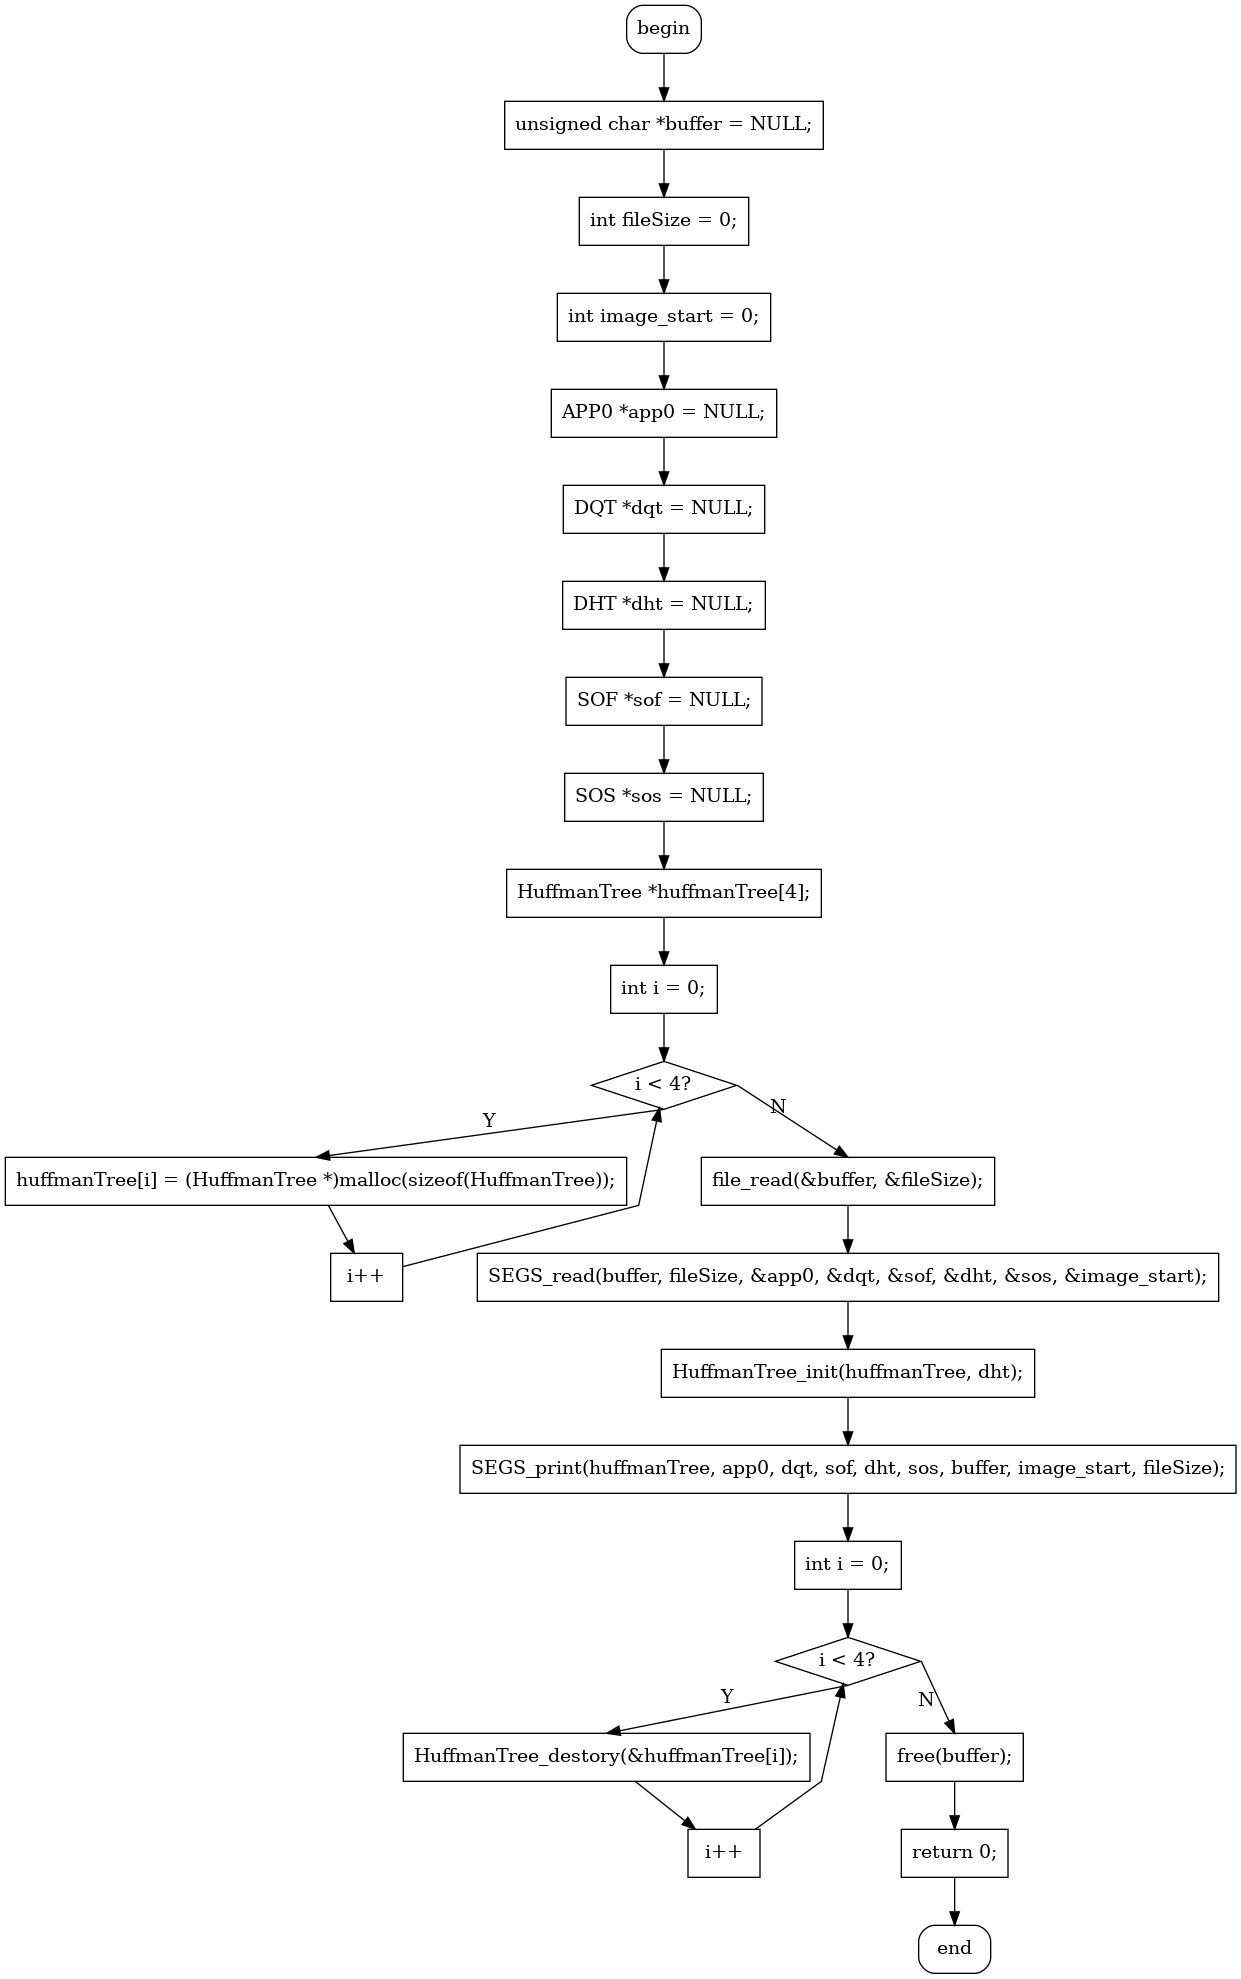 begin
unsigned char *buffer = NULL;
int fileSize = 0;
int image_start = 0;
APP0 *app0 = NULL;
DQT *dqt = NULL;
DHT *dht = NULL;
SOF *sof = NULL;
SOS *sos = NULL;
HuffmanTree *huffmanTree[4];
int i = 0;
i < 4?
Y
N
huffmanTree[i] = (HuffmanTree *)malloc(sizeof(HuffmanTree));
i++
file_read(&buffer, &fileSize);
SEGS_read(buffer, fileSize, &app0, &dqt, &sof, &dht, &sos, &image_start);
HuffmanTree_init(huffmanTree, dht);
SEGS_print(huffmanTree, app0, dqt, sof, dht, sos, buffer, image_start, fileSize);
int i = 0;
i < 4?
Y
N
HuffmanTree_destory(&huffmanTree[i]);
i++
free(buffer);
return 0;
end